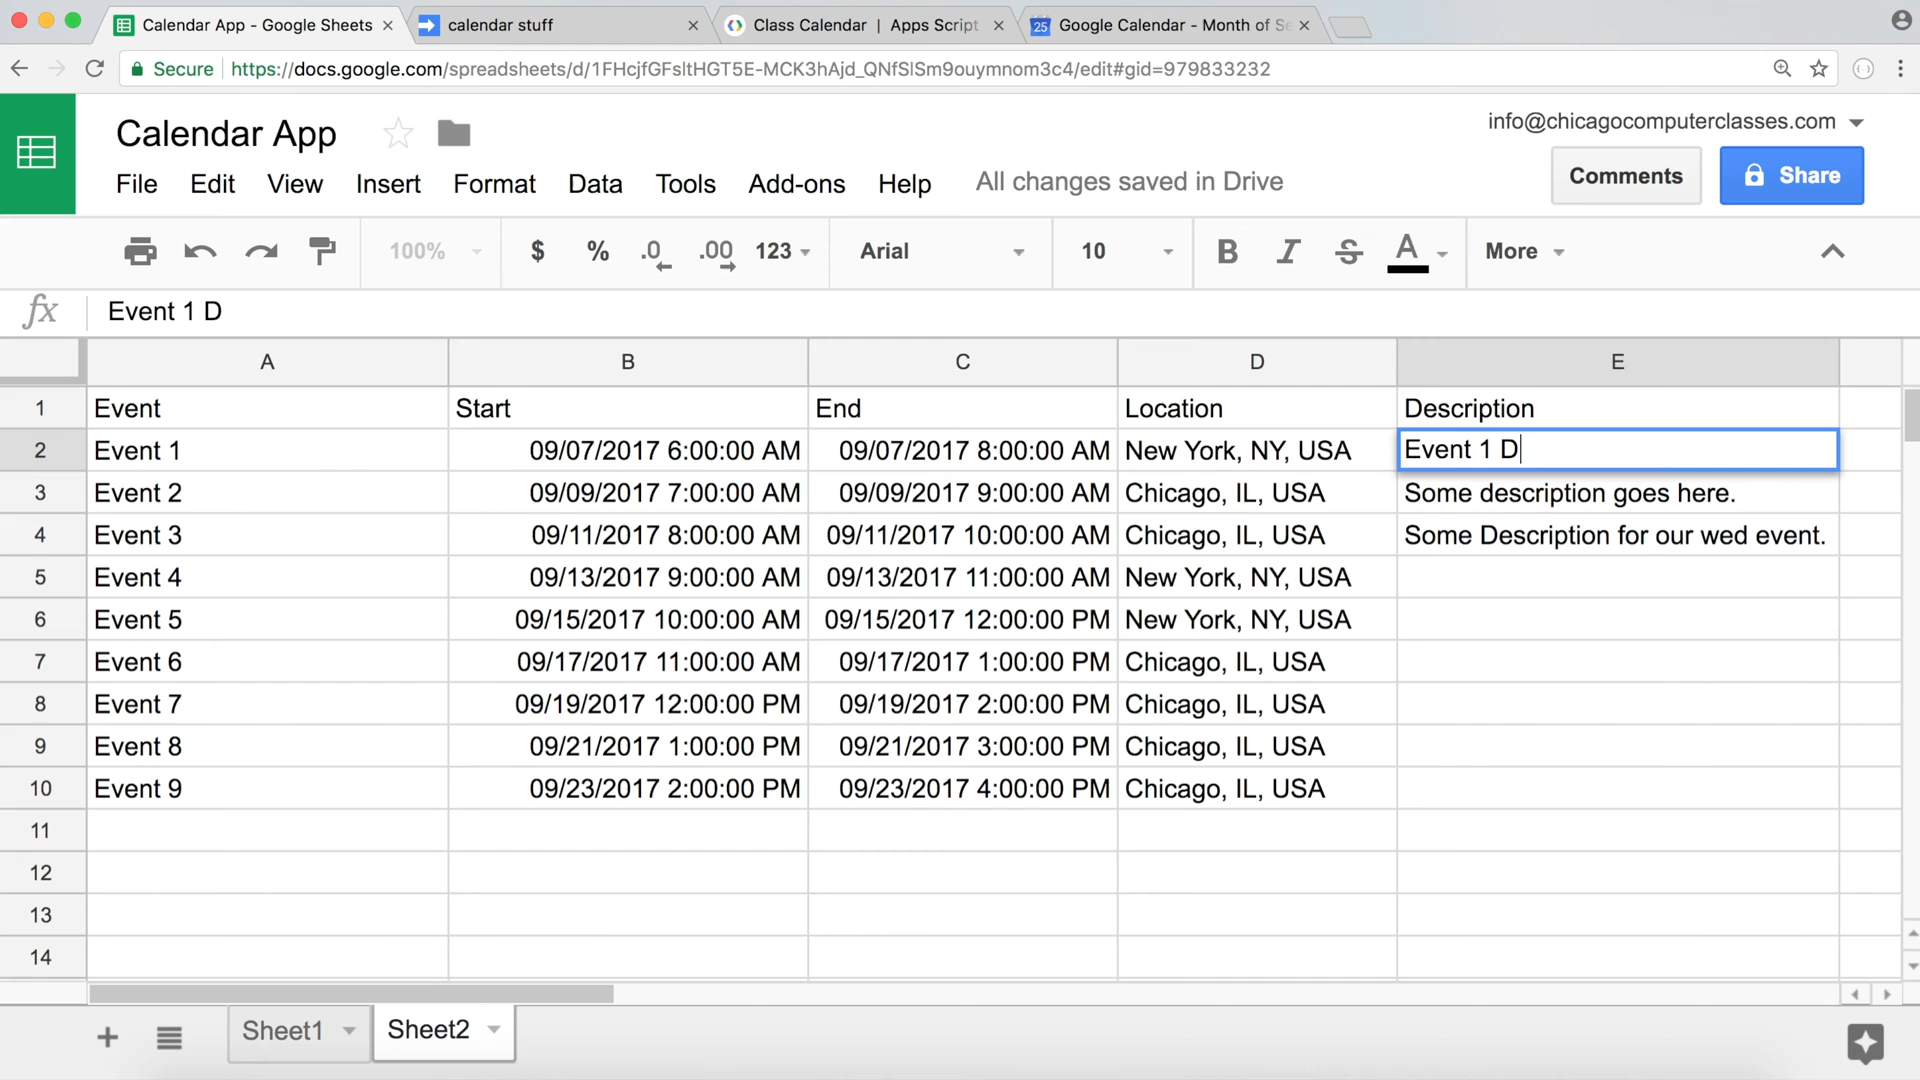 Calendar App - Google Sheets
calendar stuff
Class Calendar | Apps Script
25 Google Calendar - Month of Se
Secure https://docs.google.com/spreadsheets/d/1FHcjfGFsltHGT5E-MCK3hAjd_QNfSlSm9ouymnom3c4/edit#gid=979833232
Calendar App
info@chicagocomputerclasses.com
File Edit View Insert Format Data Tools Add-ons Help All changes saved in Drive
Comments Share
100% $ % .0 .00 123 Arial 10 B I S A More
fx Event 1 D
A B C D E
1 Event Start End Location Description
2 Event 1 09/07/2017 6:00:00 AM 09/07/2017 8:00:00 AM New York, NY, USA Event 1 D
3 Event 2 09/09/2017 7:00:00 AM 09/09/2017 9:00:00 AM Chicago, IL, USA Some description goes here.
4 Event 3 09/11/2017 8:00:00 AM 09/11/2017 10:00:00 AM Chicago, IL, USA Some Description for our wed event.
5 Event 4 09/13/2017 9:00:00 AM 09/13/2017 11:00:00 AM New York, NY, USA
6 Event 5 09/15/2017 10:00:00 AM 09/15/2017 12:00:00 PM New York, NY, USA
7 Event 6 09/17/2017 11:00:00 AM 09/17/2017 1:00:00 PM Chicago, IL, USA
8 Event 7 09/19/2017 12:00:00 PM 09/19/2017 2:00:00 PM Chicago, IL, USA
9 Event 8 09/21/2017 1:00:00 PM 09/21/2017 3:00:00 PM Chicago, IL, USA
10 Event 9 09/23/2017 2:00:00 PM 09/23/2017 4:00:00 PM Chicago, IL, USA
11
12
13
14
Sheet1 Sheet2